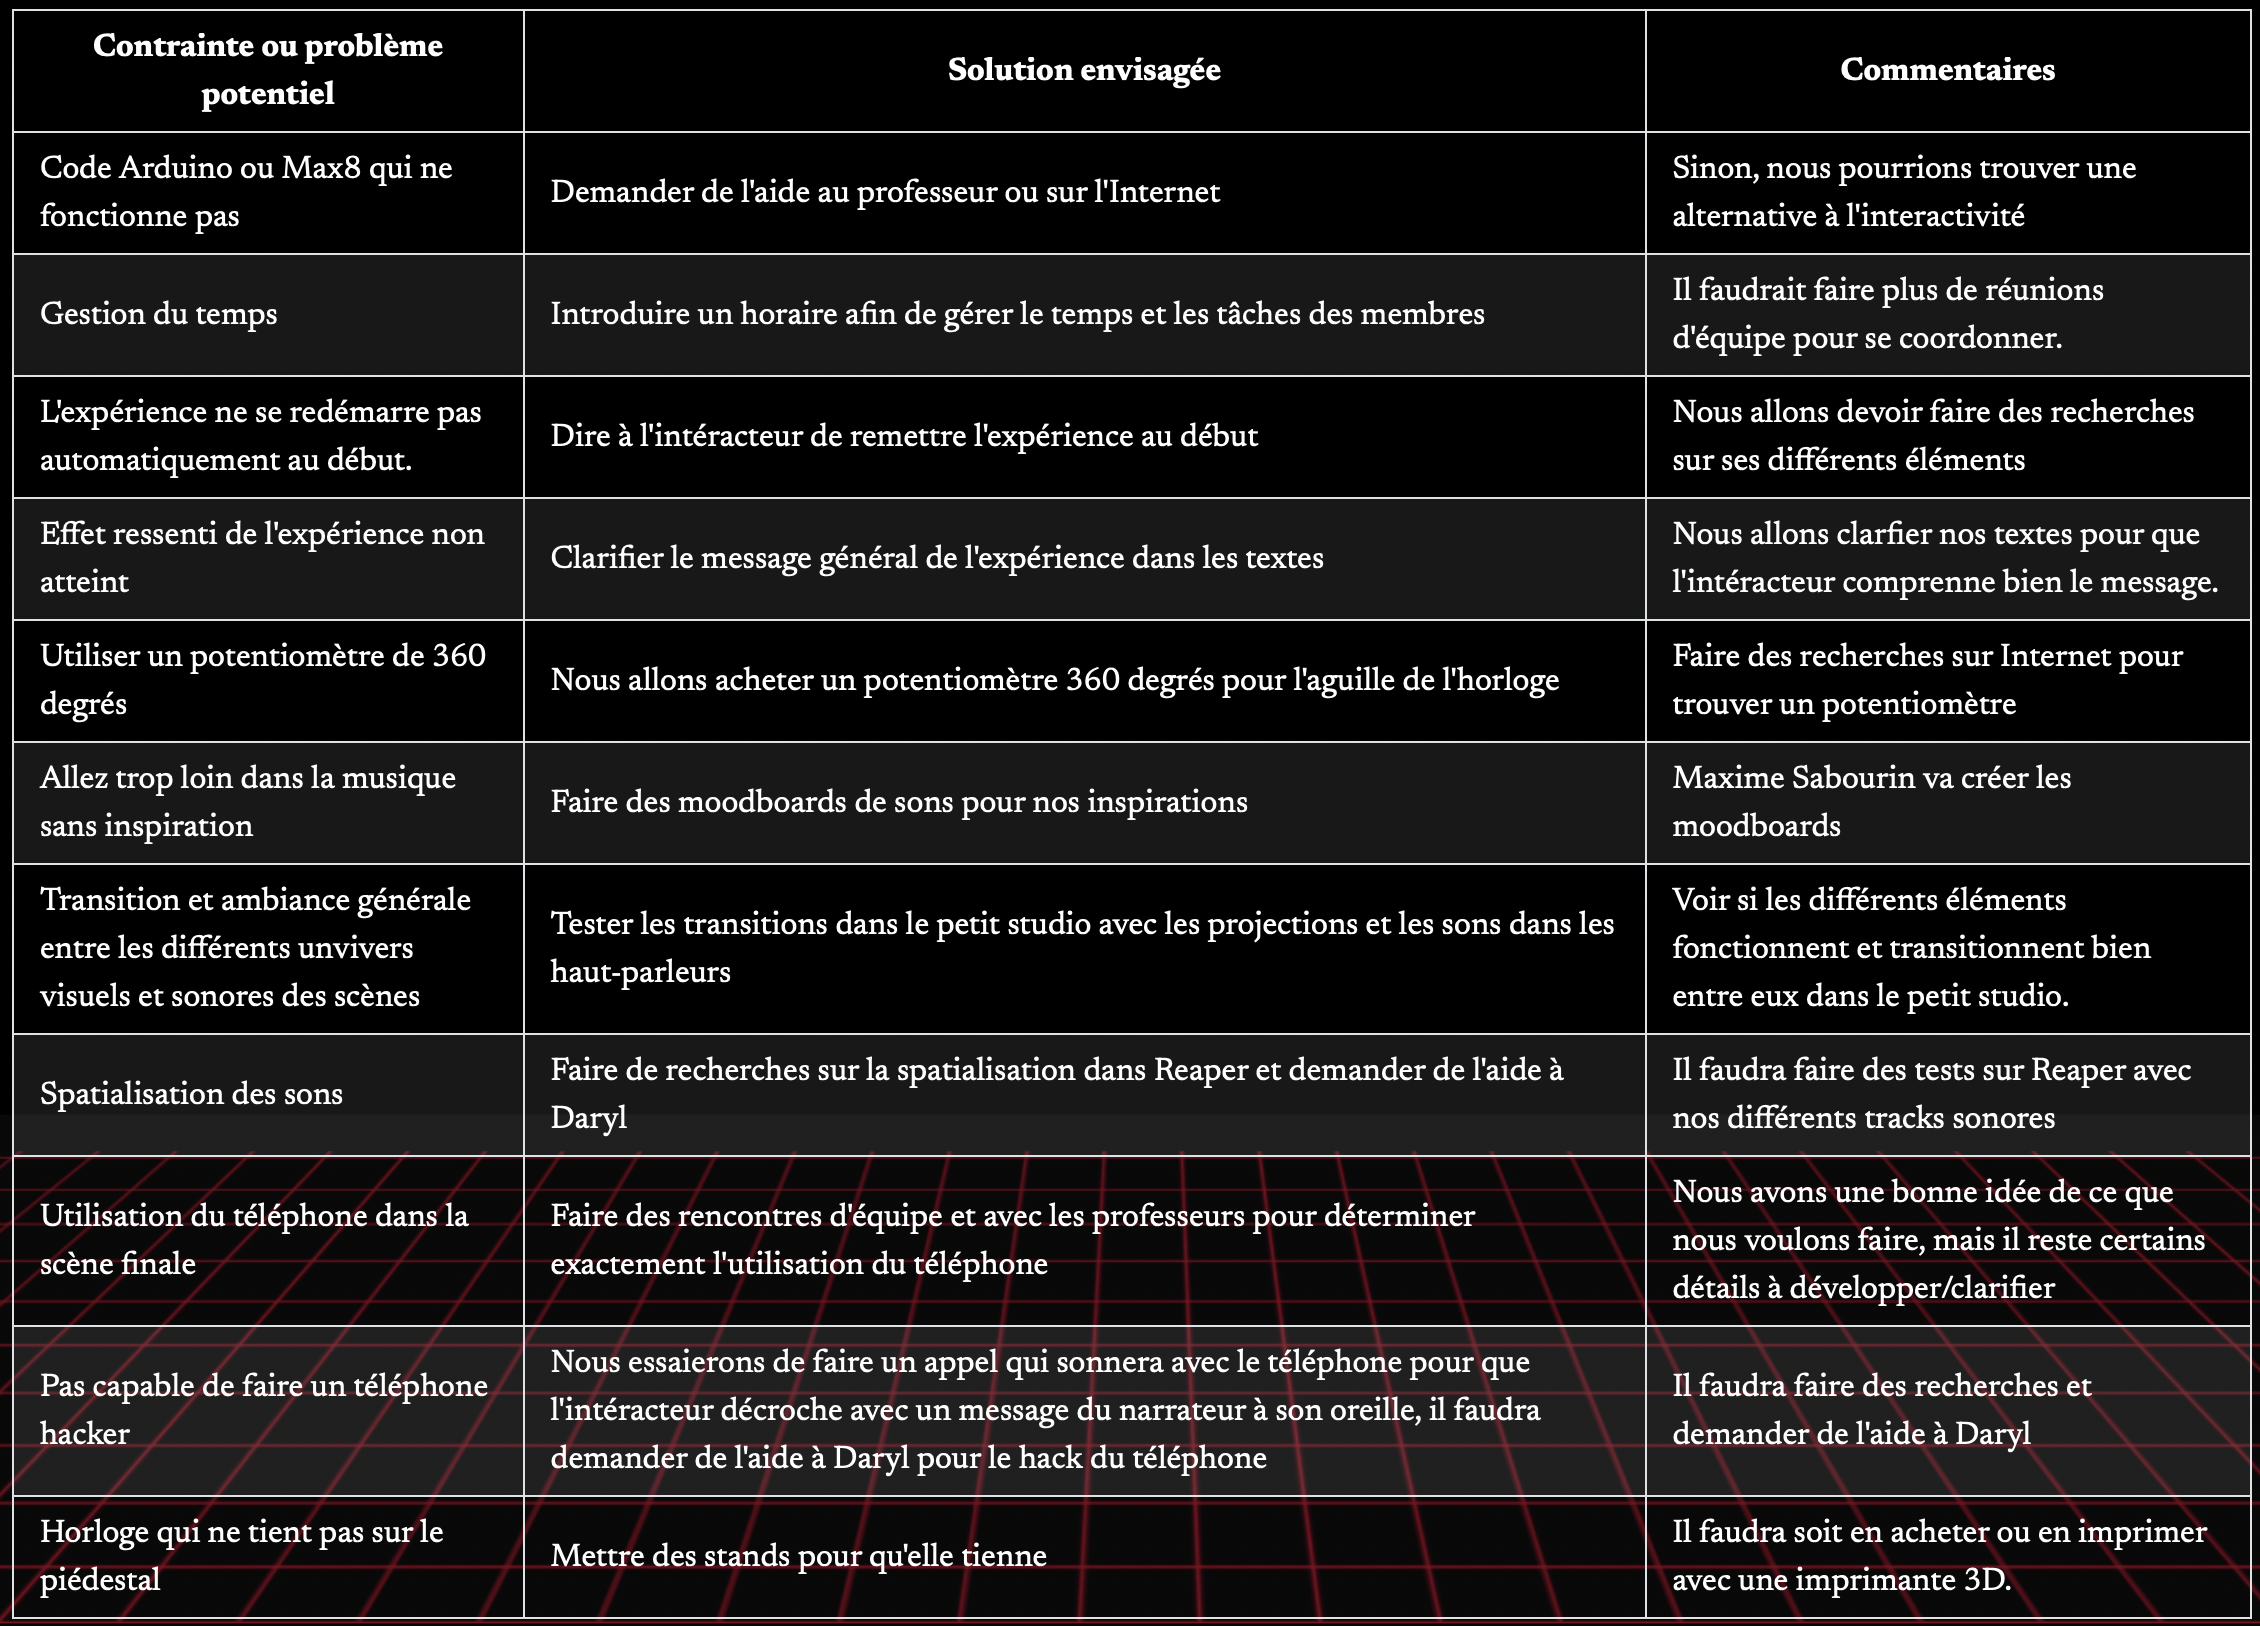 Contrainte ou problème
potentiel
Solution envisagée
Commentaires
Code Arduino ou Max8 qui ne
fonctionne pas
Demander de l'aide au professeur ou sur l'Internet
Sinon, nous pourrions trouver une
alternative à l'interactivité
Gestion du temps
Introduire un horaire afin de gérer le temps et les tâches des membres
Il faudrait faire plus de réunions
d'équipe pour se coordonner.
L'expérience ne se redémarre pas
automatiquement au début.
Dire à l'intéracteur de remettre l'expérience au début
Nous allons devoir faire des recherches
sur ses différents éléments
Effet ressenti de l'expérience non
atteint
Clarifier le message général de l'expérience dans les textes
Nous allons clarfier nos textes pour que
l'intéracteur comprenne bien le message.
Utiliser un potentiomètre de 360
degrés
Nous allons acheter un potentiomètre 360 degrés pour l'aguille de l'horloge
Faire des recherches sur Internet pour
trouver un potentiomètre
Allez trop loin dans la musique
sans inspiration
Faire des moodboards de sons pour nos inspirations
Maxime Sabourin va créer les
moodboards
Transition et ambiance générale
entre les différents unvivers
visuels et sonores des scènes
Tester les transitions dans le petit studio avec les projections et les sons dans les
haut-parleurs
Voir si les différents éléments
fonctionnent et transitionnent bien
entre eux dans le petit studio.
Spatialisation des sons
Faire de recherches sur la spatialisation dans Reaper et demander de l'aide à
Daryl
Il faudra faire des tests sur Reaper avec
nos différents tracks sonores
Utilisation du téléphone dans la
scène finale
Faire des rencontres d'équipe et avec les professeurs pour déterminer
exactement l'utilisation du téléphone
Nous avons une bonne idée de ce que
nous voulons faire, mais il reste certains
détails à développer/clarifier
Pas capable de faire un téléphone
hacker
Nous essaierons de faire un appel qui sonnera avec le téléphone pour que
l'intéracteur décroche avec un message du narrateur à son oreille, il faudra
demander de l'aide à Daryl pour le hack du téléphone
Il faudra faire des recherches et
demander de l'aide à Daryl
Horloge qui ne tient pas sur le
piédestal
Mettre des stands pour qu'elle tienne
Il faudra soit en acheter ou en imprimer
avec une imprimante 3D.